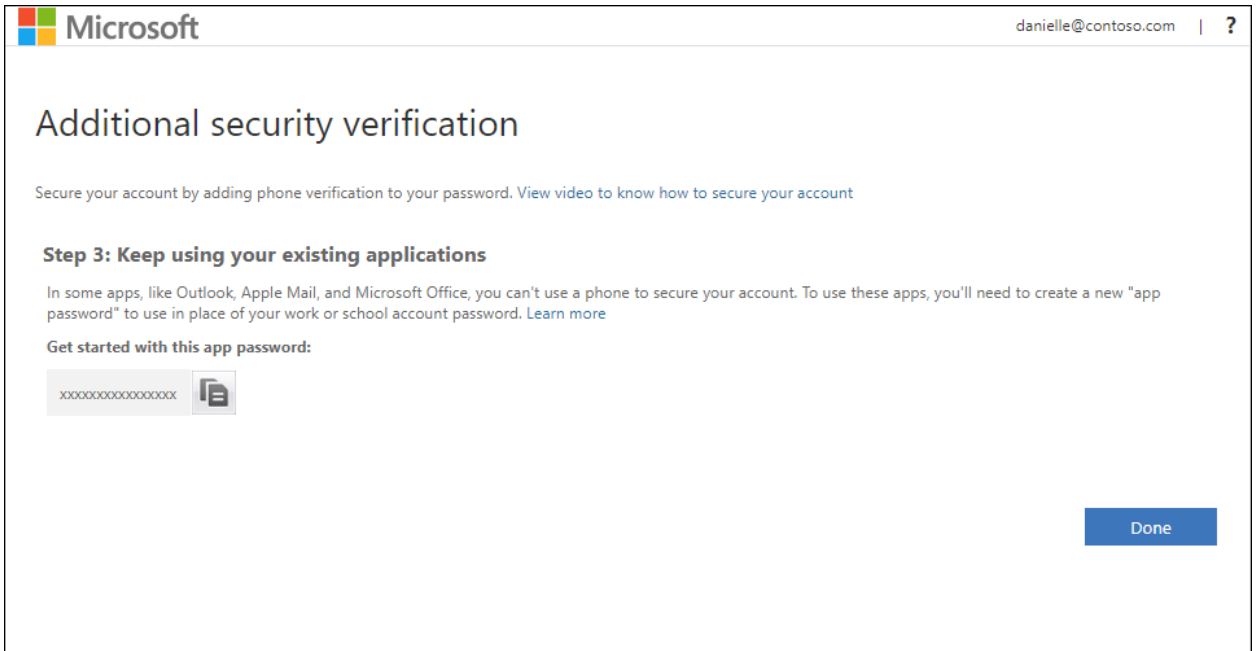 Microsoft
danielle@contoso.com | ?
Additional security verification
Secure your account by adding phone verification to your password. View video to know how to secure your account
Step 3: Keep using your existing applications
In some apps, like Outlook, Apple Mail, and Microsoft Office, you can't use a phone to secure your account. To use these apps, you'll need to create a new "app
password" to use in place of your work or school account password. Learn more
Get started with this app password:
xxxxxxxxxxxxxxxx
Done